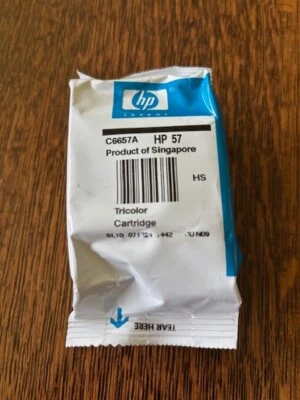 hp
invent
C6657A HP 57
Product of Singapore
HS
Tricolor
Cartridge
TEAR HERE